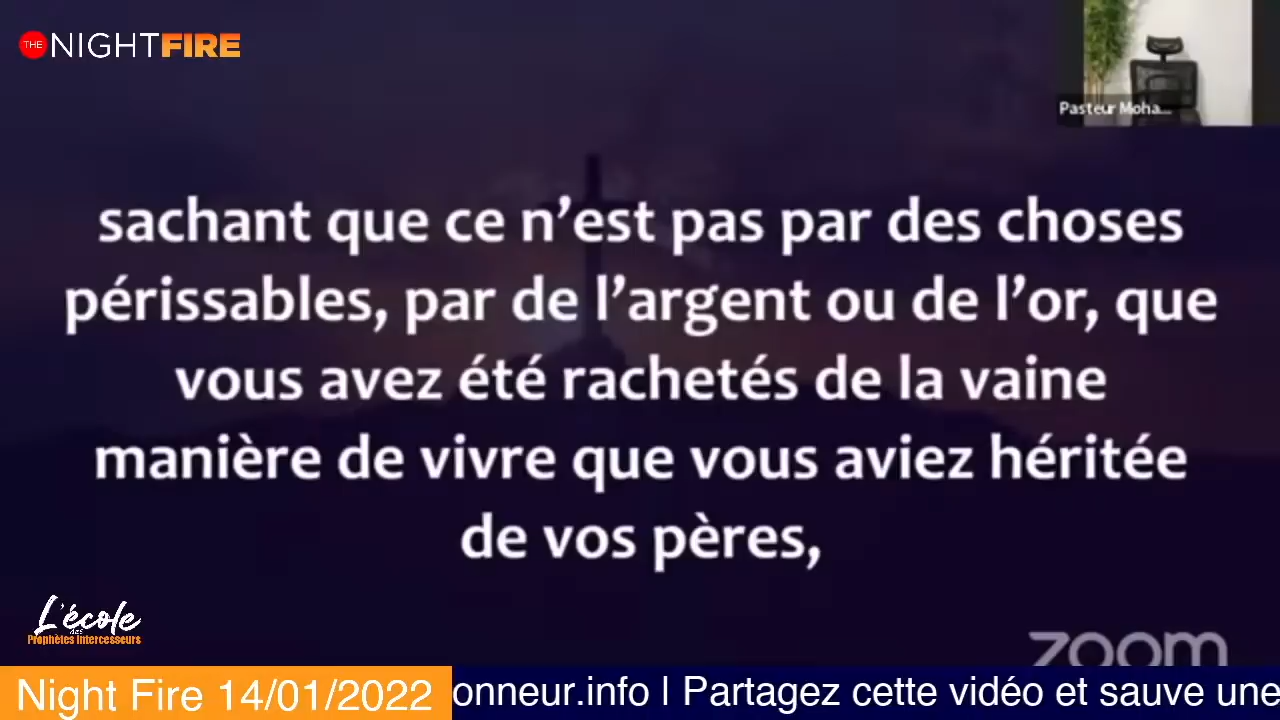 THE NIGHTFIRE
Pasteur Moha...
sachant que ce n’est pas par des choses
périssables, par de l’argent ou de l’or, que
vous avez été rachetés de la vaine
manière de vivre que vous aviez héritée
de vos pères,
L'école
des
Prophètes Intercesseurs
zoom
Night Fire 14/01/2022
onneur.info l Partagez cette vidéo et sauve une